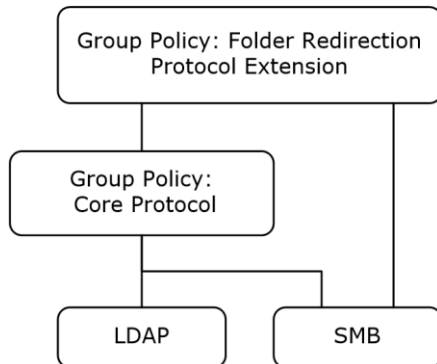 Group Policy: Folder Redirection
Protocol Extension
Group Policy:
Core Protocol
LDAP
SMB